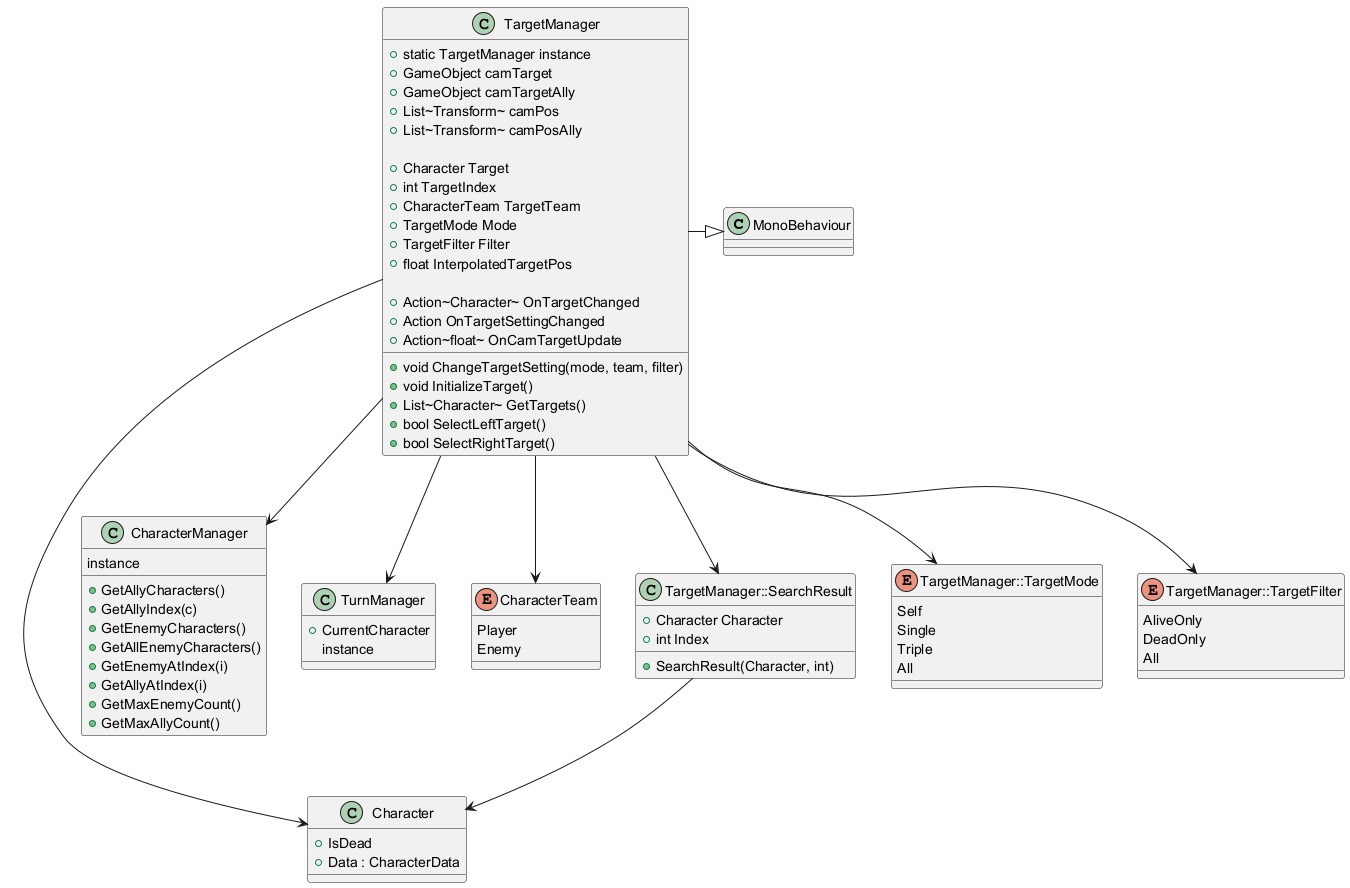 C TargetManager
static TargetManager instance
GameObject camTarget
GameObject camTargetAlly
List~Transform~ camPos
List~Transform~ camPosAlly
Character Target
int TargetIndex
CharacterTeam TargetTeam
TargetMode Mode
TargetFilter Filter
float InterpolatedTargetPos
Action~Character~ OnTargetChanged
Action OnTargetSettingChanged
Action~float~ OnCamTargetUpdate
void ChangeTargetSetting(mode, team, filter)
void InitializeTarget()
List~Character~ GetTargets()
bool SelectLeftTarget()
bool SelectRightTarget()
C MonoBehaviour
C CharacterManager
instance
GetAllyCharacters()
GetAllyIndex(c)
GetEnemyCharacters()
GetAllEnemyCharacters()
GetEnemyAtIndex(i)
GetAllyAtIndex(i)
GetMaxEnemyCount()
GetMaxAllyCount()
C TurnManager
CurrentCharacter
instance
E CharacterTeam
Player
Enemy
C TargetManager::SearchResult
Character Character
int Index
SearchResult(Character, int)
E TargetManager::TargetMode
Self
Single
Triple
All
E TargetManager::TargetFilter
AliveOnly
DeadOnly
All
C Character
IsDead
Data : CharacterData